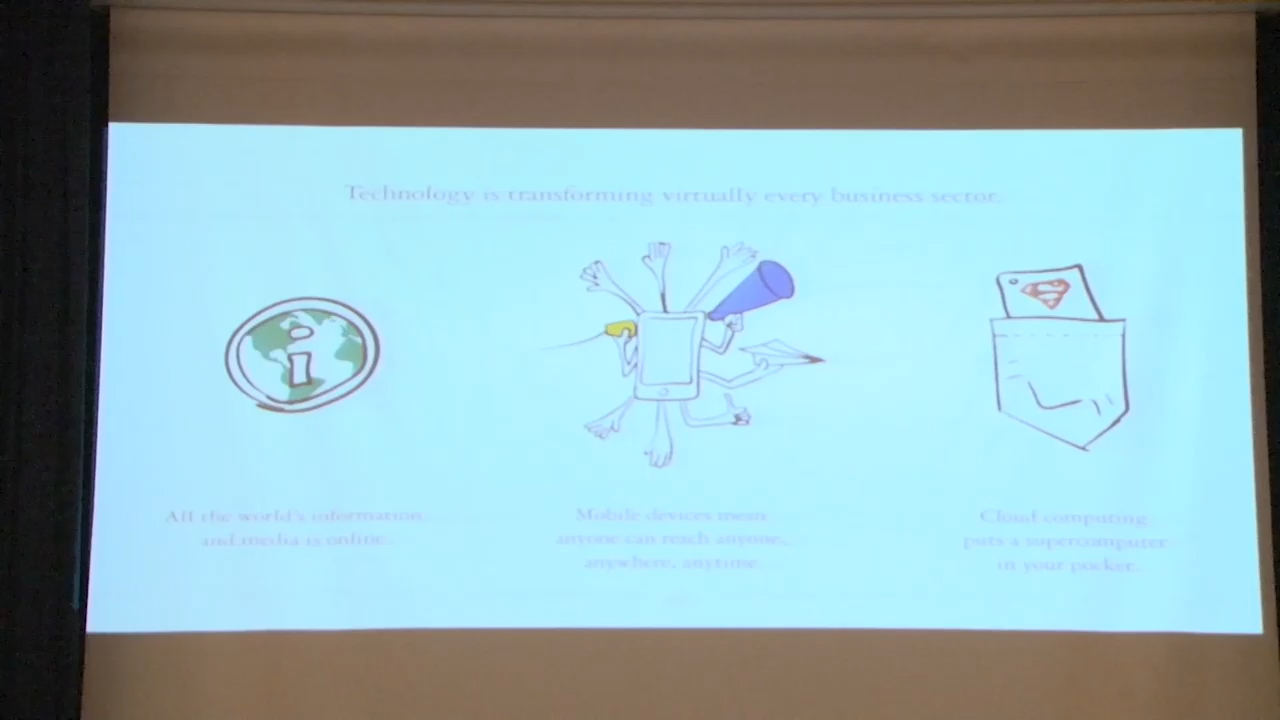 Technology is transforming virtually every business sector.
i
S
All the world's information
and media is online.
Mobile devices mean
anyone can reach anyone,
anywhere, anytime.
Cloud computing
puts a supercomputer
in your pocket.